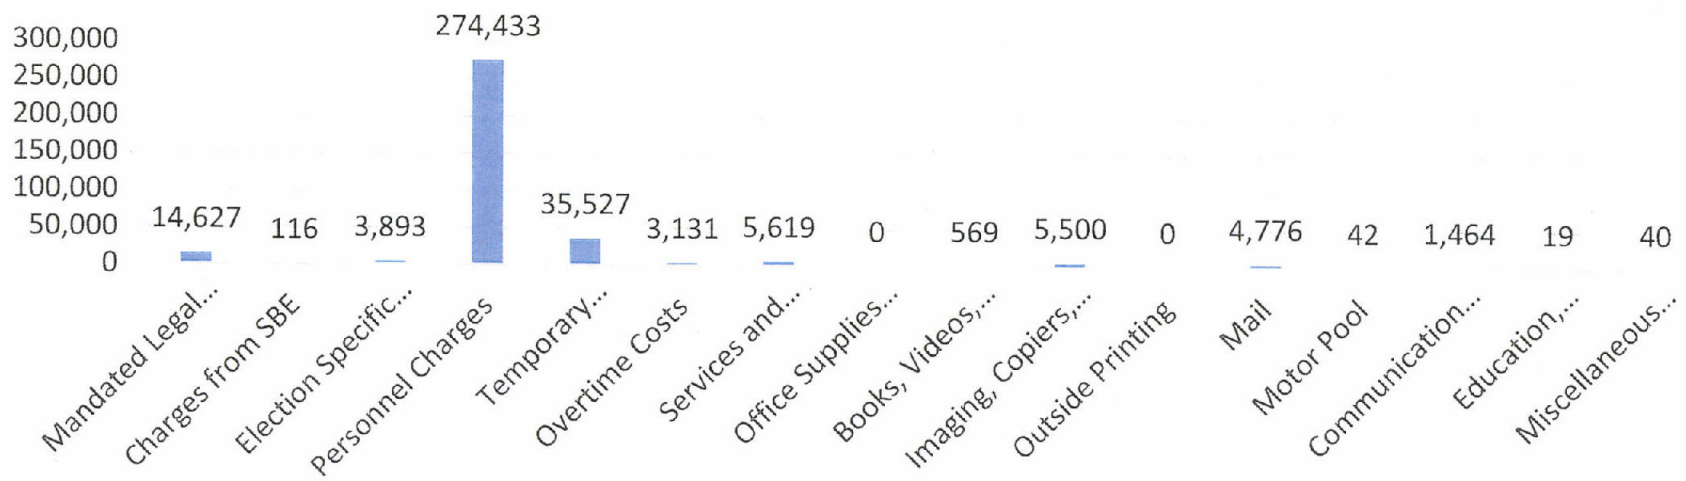 300,000
250,000
200,000
150,000
100,000
50,000
0
14,627
116
3,893
274,433
35,527
3,131
5,619
0
569
5,500
0
4,776
42
1,464
19
40
Mandated Legal...
Charges from SBE
Election Specific...
Personnel Charges
Temporary...
Overtime Costs
Services and...
Office Supplies...
Books, Videos,...
Imaging, Copiers,...
Outside Printing
Mail
Motor Pool
Communication...
Education,...
Miscellaneous...